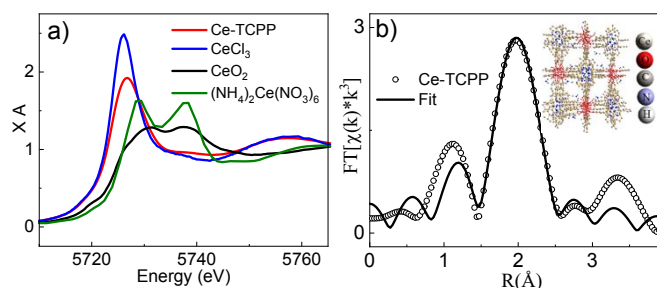 a)
Ce-TCPP
CeCl3
CeO2
(NH4)2Ce(NO3)6
X A
2
1
0
5720
5740
5760
Energy (eV)
b)
Ce-TCPP
Fit
Ce
O
C
N
H
FT[χ(k)*k³]
3
0
0
1
2
3
R(Å)